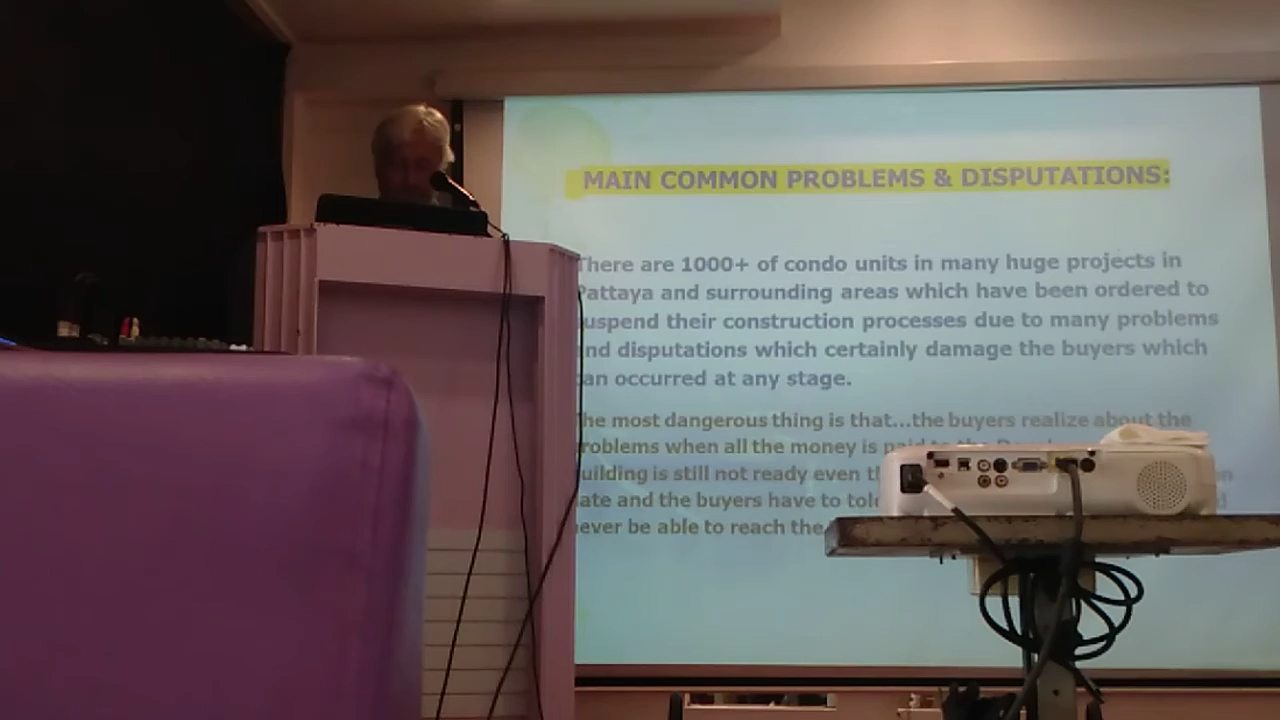 MAIN COMMON PROBLEMS & DISPUTATIONS:
There are 1000+ of condo units in many huge projects in
Pattaya and surrounding areas which have been ordered to
suspend their construction processes due to many problems
and disputations which certainly damage the buyers which
can occurred at any stage.
The most dangerous thing is that...the buyers realize about the
problems when all the money is paid to the
building is still not ready even
date and the buyers have to
never be able to reach the